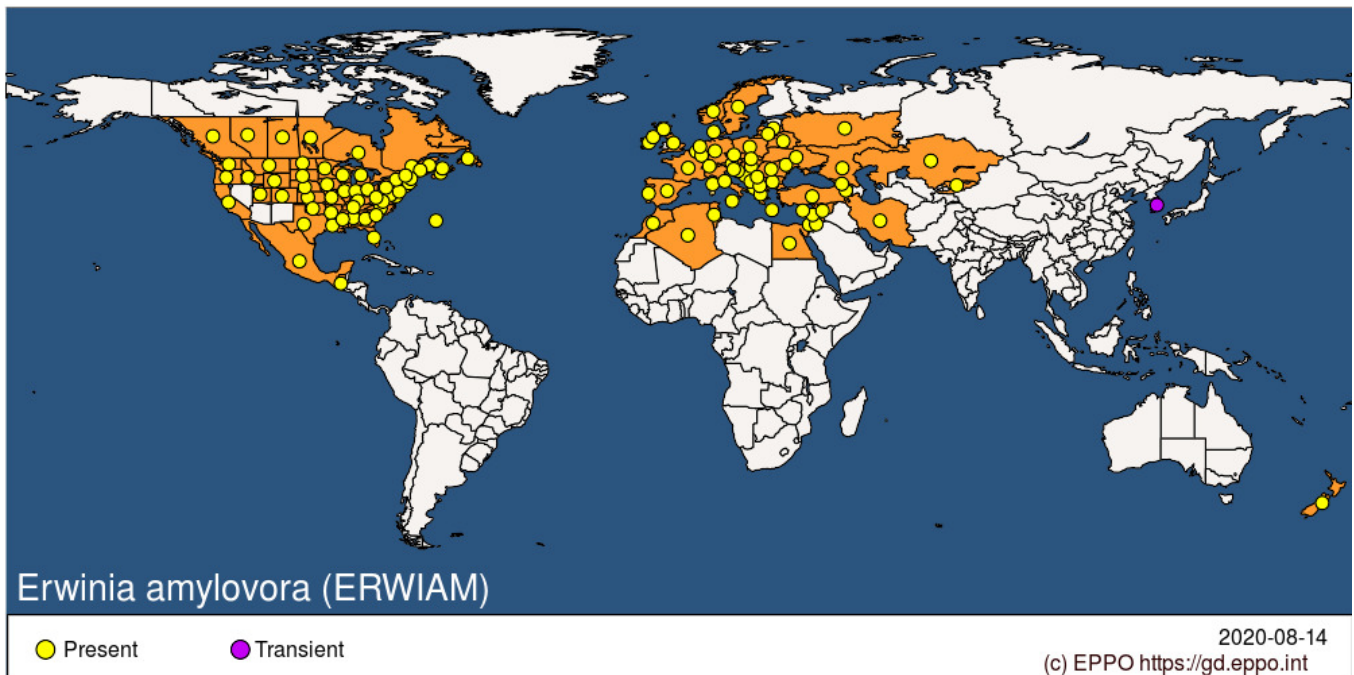 Erwinia amylovora (ERWIAM)
Present
Transient
2020-08-14
(c) EPPO https://gd.eppo.int